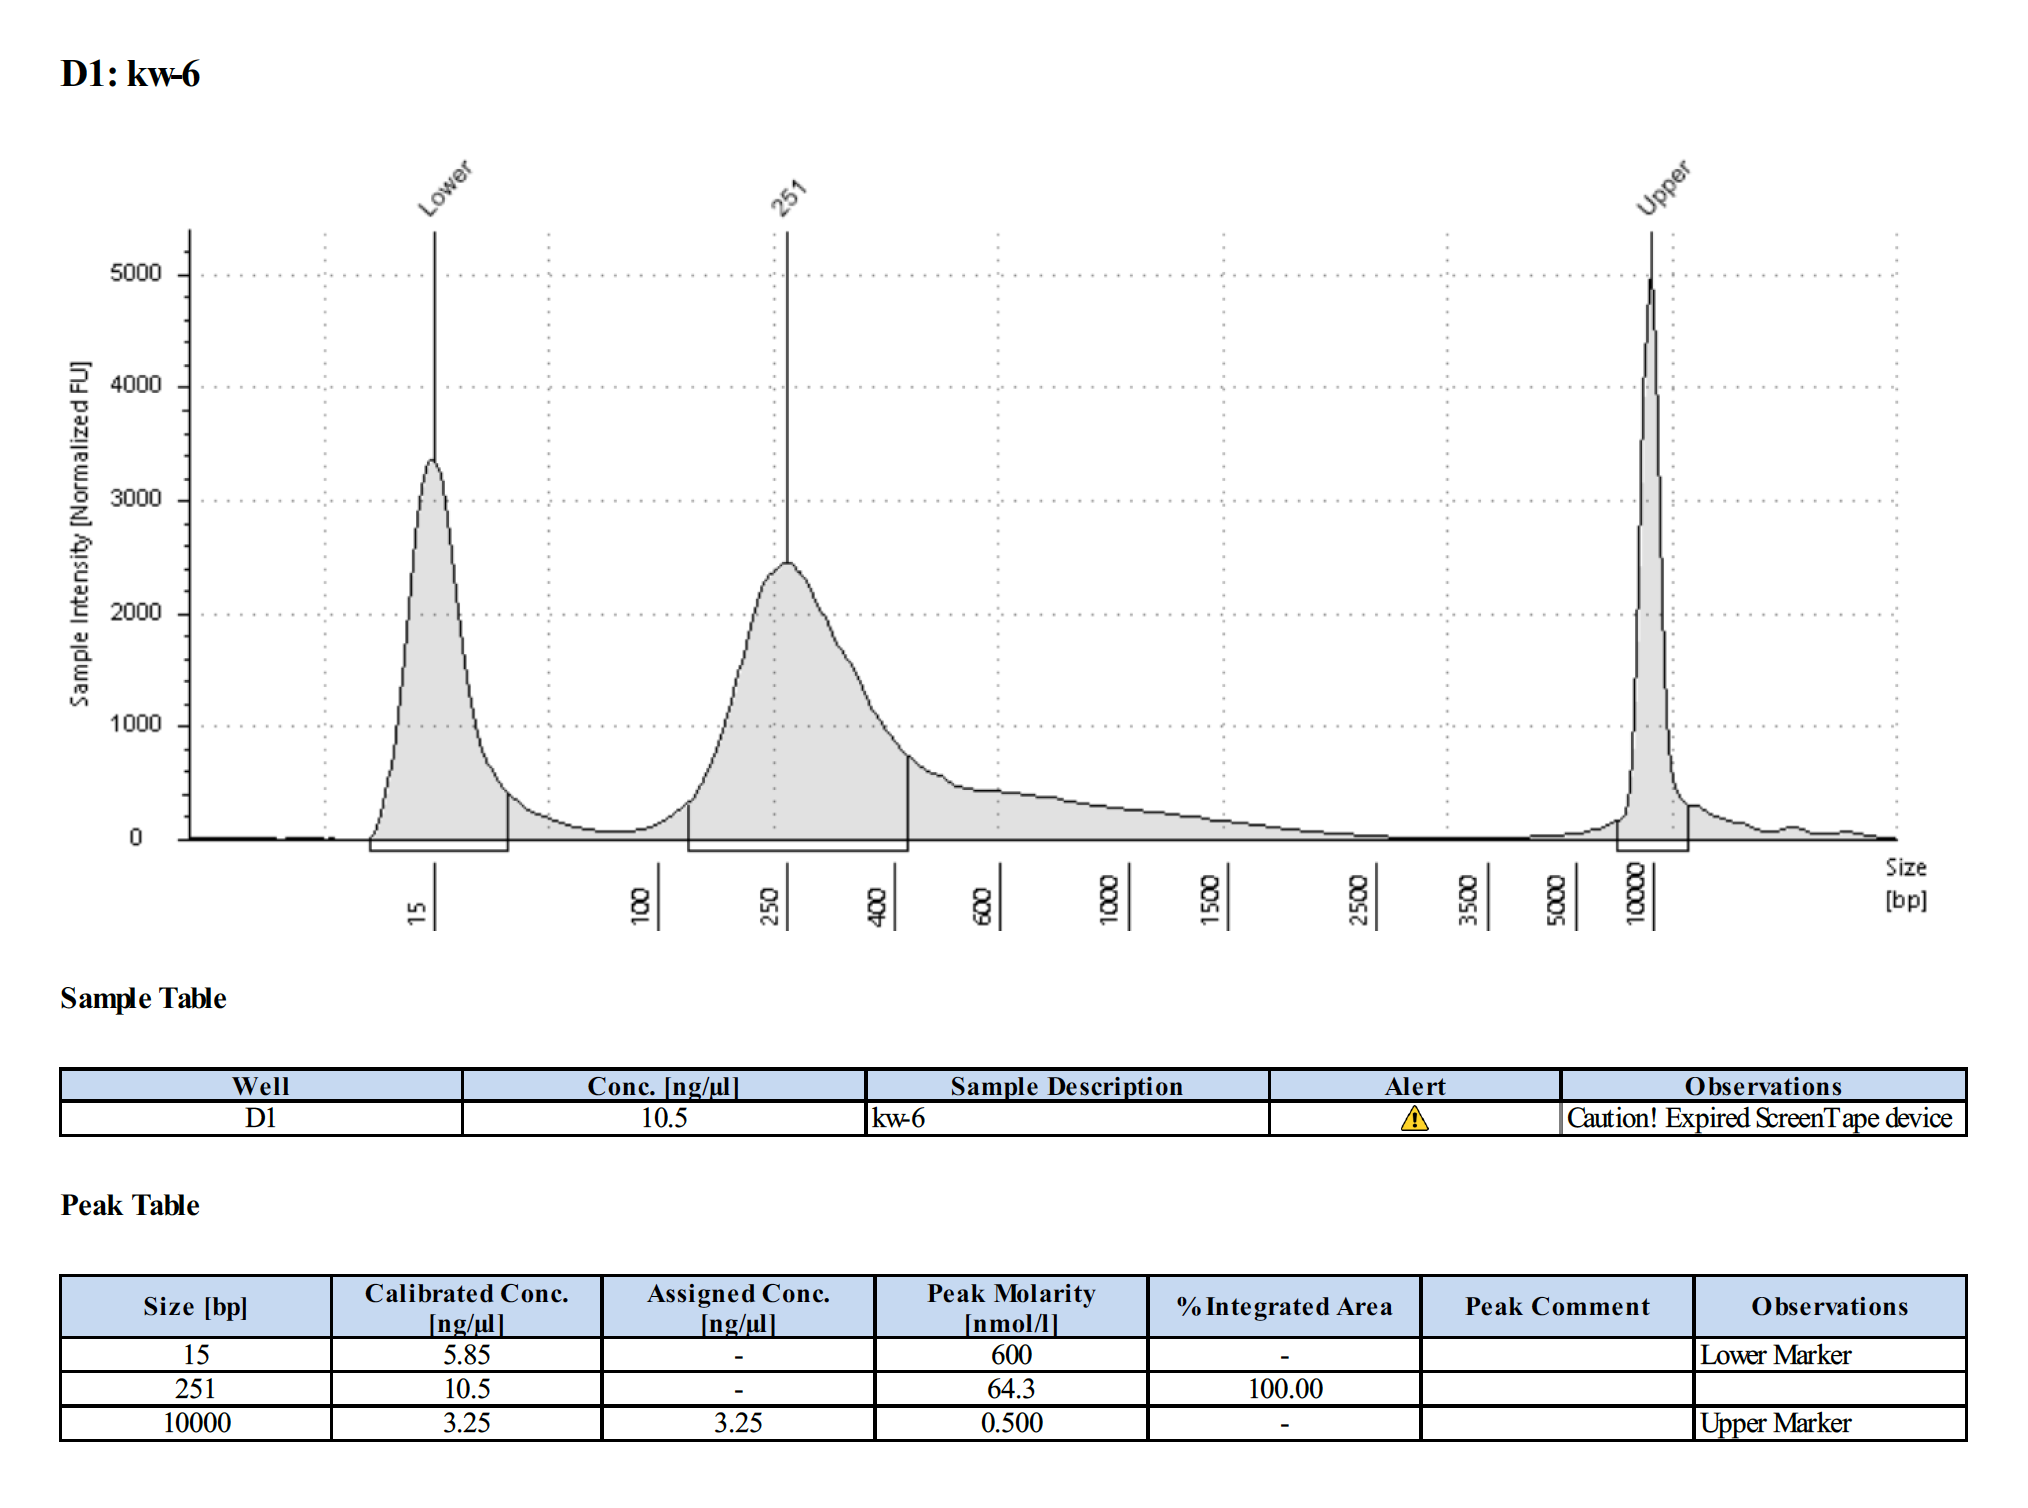 D1: kw-6
Lower
251
Upper
Sample Intensity [Normalized FU]
5000
4000
3000
2000
1000
0
15
100
250
400
600
1000
1500
2500
3500
5000
10000
Size
[bp]
Sample Table
Well Conc. [ng/µl] Sample Description Alert Observations
D1 10.5 kw-6 Caution! Expired ScreenTape device
Peak Table
Size [bp] Calibrated Conc. [ng/µl] Assigned Conc. [ng/µl] Peak Molarity [nmol/l] % Integrated Area Peak Comment Observations
15 5.85 - 600 - Lower Marker
251 10.5 - 64.3 100.00
10000 3.25 3.25 0.500 - Upper Marker